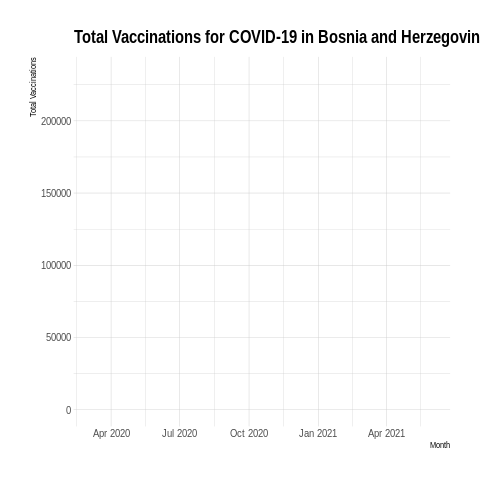 Total Vaccinations for COVID-19 in Bosnia and Herzegovin
Total Vaccinations
200000
150000
100000
50000
0
Apr 2020 Jul 2020 Oct 2020 Jan 2021 Apr 2021
Month